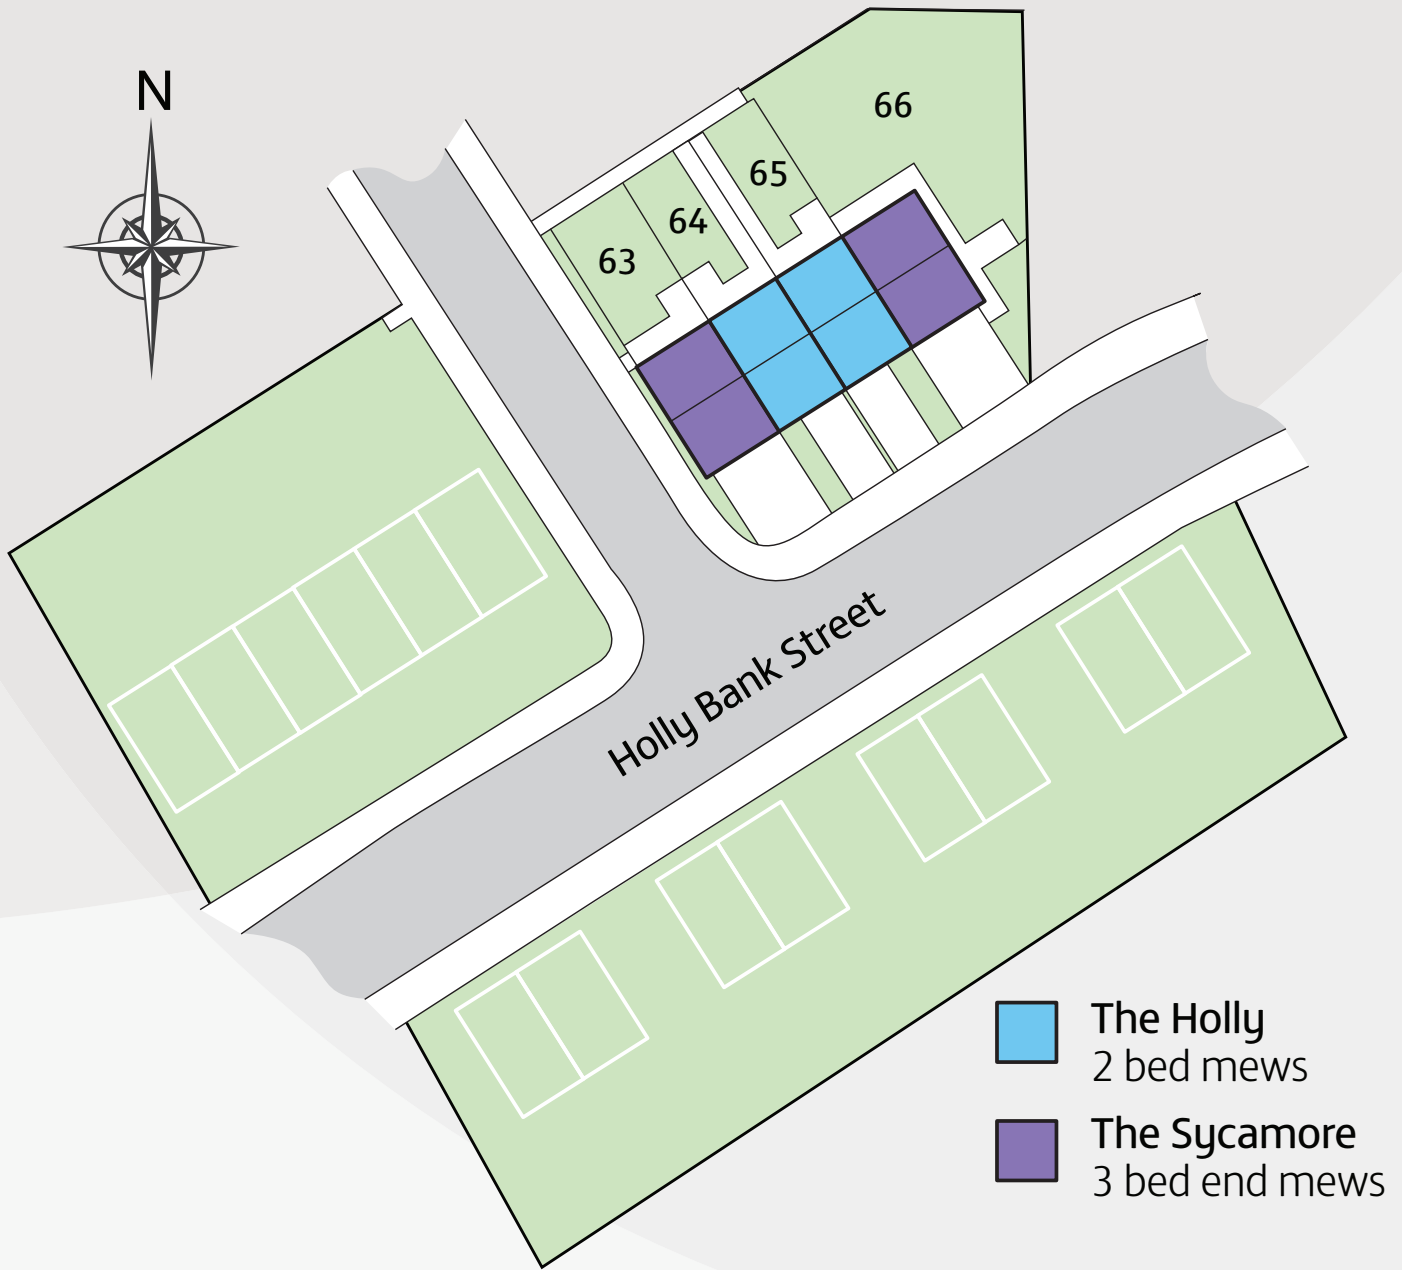 N
66
65
64
63
Holly Bank Street
The Holly
2 bed mews
The Sycamore
3 bed end mews